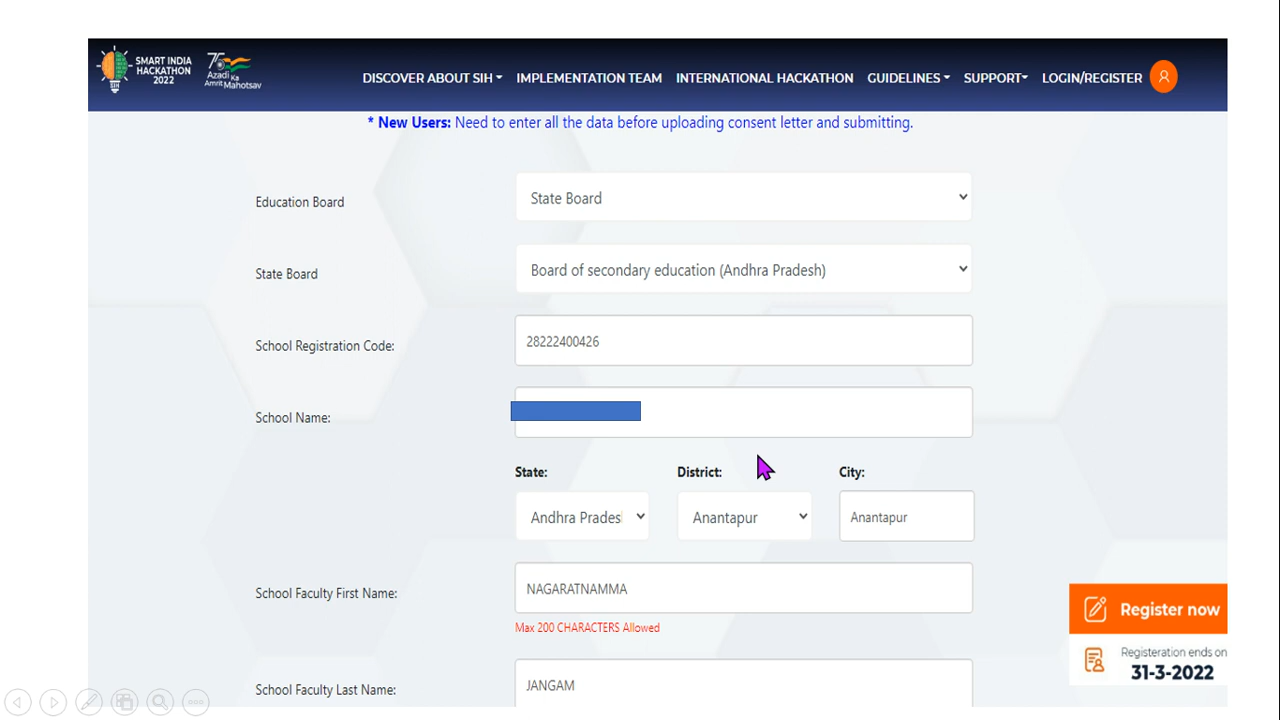 SMART INDIA
HACKATHON
2022
SIH
75
Azadi Ka
Amrit Mahotsav
DISCOVER ABOUT SIH IMPLEMENTATION TEAM INTERNATIONAL HACKATHON GUIDELINES SUPPORT LOGIN/REGISTER
* New Users: Need to enter all the data before uploading consent letter and submitting.
Education Board State Board
State Board Board of secondary education (Andhra Pradesh)
School Registration Code: 28222400426
School Name:
State: District: City:
Andhra Prades Anantapur Anantapur
School Faculty First Name: NAGARATNAMMA
Max 200 CHARACTERS Allowed
School Faculty Last Name: JANGAM
Register now
Registeration ends on
31-3-2022